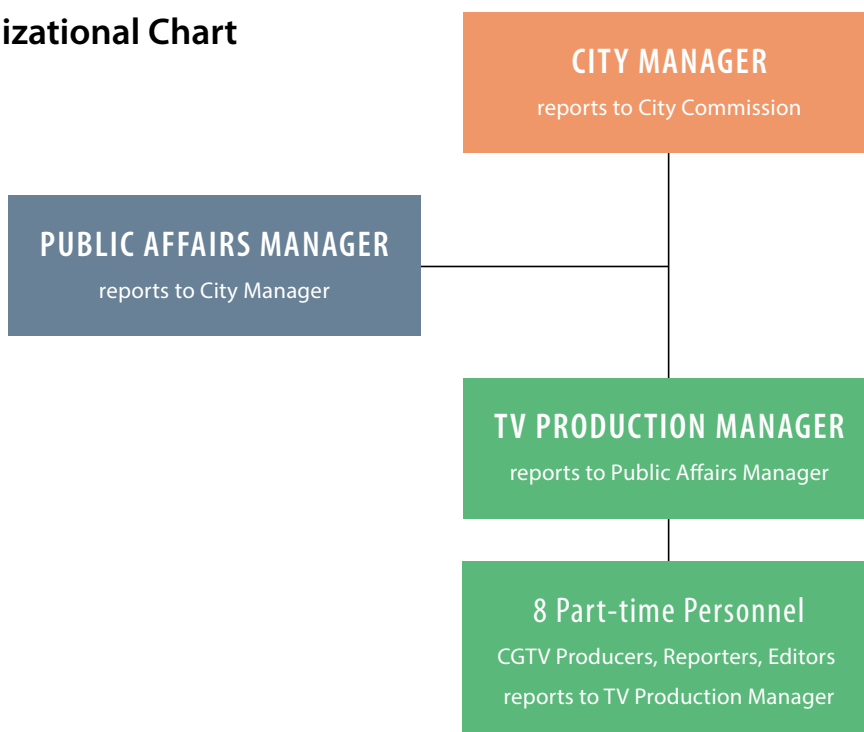 izational Chart
CITY MANAGER
reports to City Commission
PUBLIC AFFAIRS MANAGER
reports to City Manager
TV PRODUCTION MANAGER
reports to Public Affairs Manager
8 Part-time Personnel
CGTV Producers, Reporters, Editors
reports to TV Production Manager